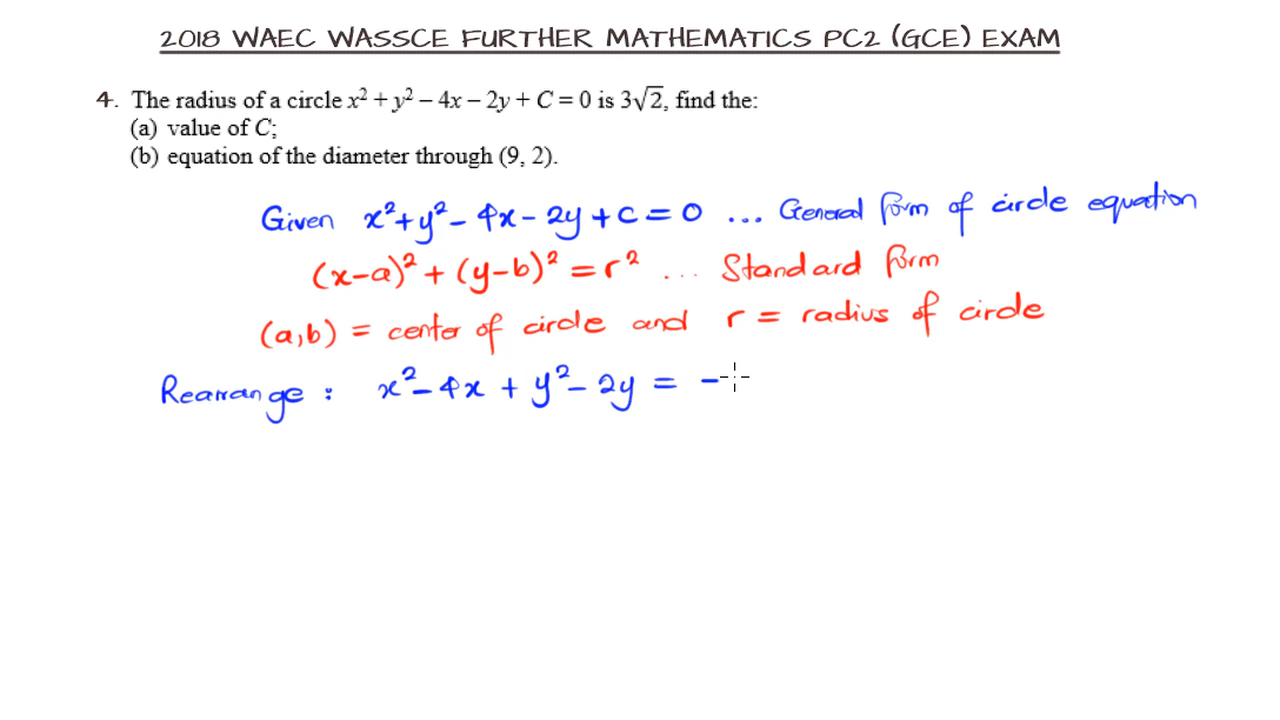 2018 WAEC WASSCE FURTHER MATHEMATICS PC2 (GCE) EXAM
4. The radius of a circle x² + y² – 4x – 2y + C = 0 is 3√2, find the:
(a) value of C;
(b) equation of the diameter through (9, 2).
Given x²+y²– 4x – 2y + c = 0 ... General form of circle equation
(x–a)² + (y–b)² = r² ... Standard form
(a,b) = center of circle and r = radius of circle
Rearrange : x²– 4x + y²– 2y = –